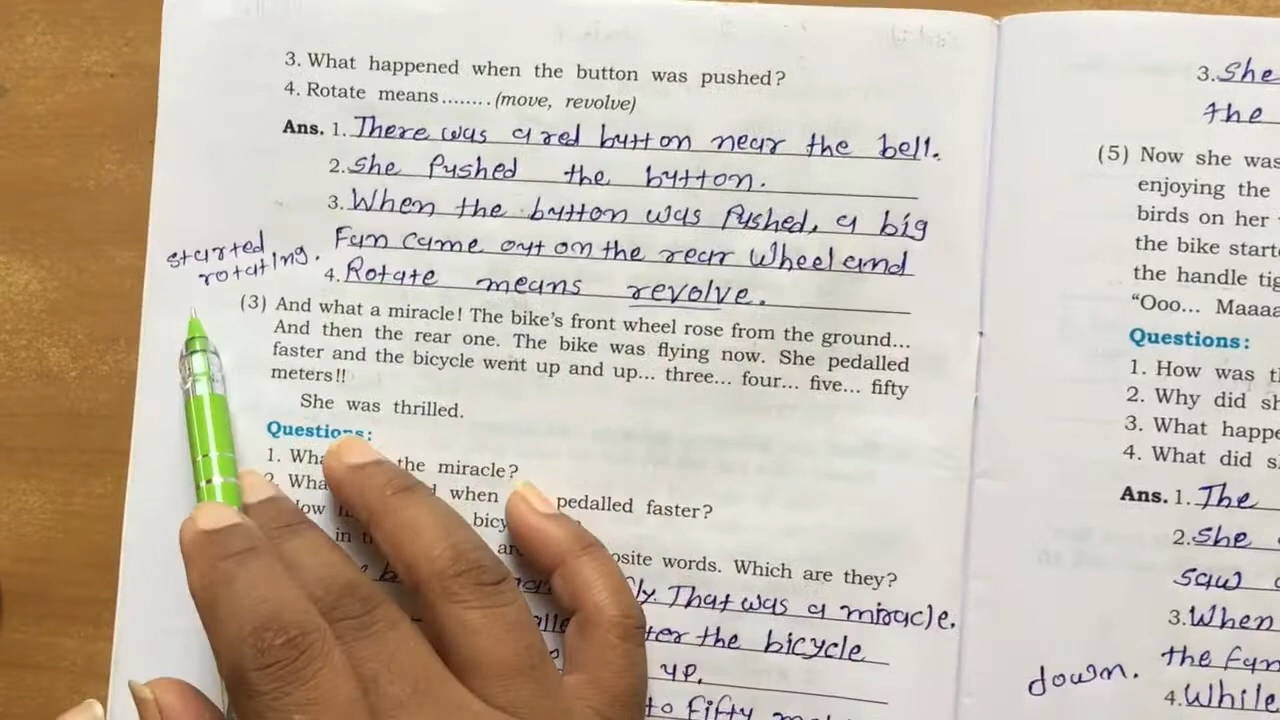 3. What happened when the button was pushed?
4. Rotate means........(move, revolve)
Ans. 1. There was a red button near the bell.
2. She pushed the button.
3. When the button was pushed, a big
Fan came out on the rear wheel and
started
rotating.
4. Rotate means revolve.
(3) And what a miracle! The bike's front wheel rose from the ground...
And then the rear one. The bike was flying now. She pedalled
faster and the bicycle went up and up... three... four... five... fifty
meters!!
She was thrilled.
Questions:
1. the miracle?
2. when pedalled faster?
osite words. Which are they?
That was a miracle.
the bicycle
up.
to fifty
3. She
the
(5) Now she was
enjoying the
birds on her
the bike
the handle
"Ooo...
Questions:
1. How was
2. Why did
3. What
4. What did
Ans. 1. The
2. She
saw
3. When
the fan
down.
4. While